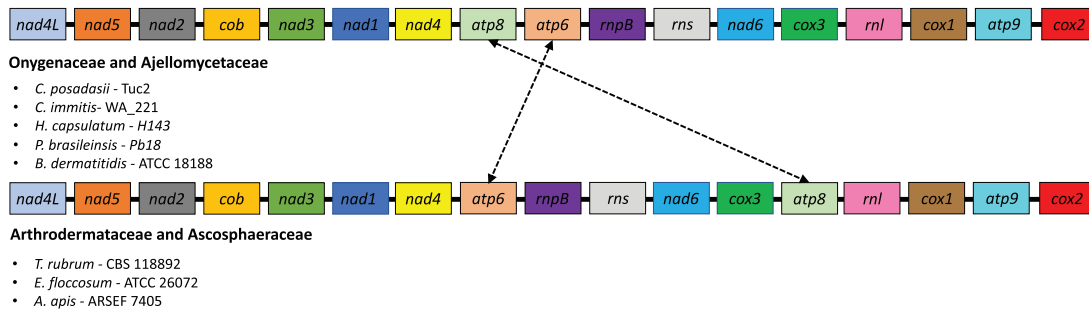 nad4L nad5 nad2 cob nad3 nad1 nad4 atp8 atp6 rnpB rns nad6 cox3 rnl cox1 atp9 cox2
Onygenaceae and Ajellomycetaceae
• C. posadasii - Tuc2
• C. immitis- WA_221
• H. capsulatum - H143
• P. brasileinsis - Pb18
• B. dermatitidis - ATCC 18188
nad4L nad5 nad2 cob nad3 nad1 nad4 atp6 rnpB rns nad6 cox3 atp8 rnl cox1 atp9 cox2
Arthrodermataceae and Ascosphaeraceae
• T. rubrum - CBS 118892
• E. floccosum - ATCC 26072
• A. apis - ARSEF 7405